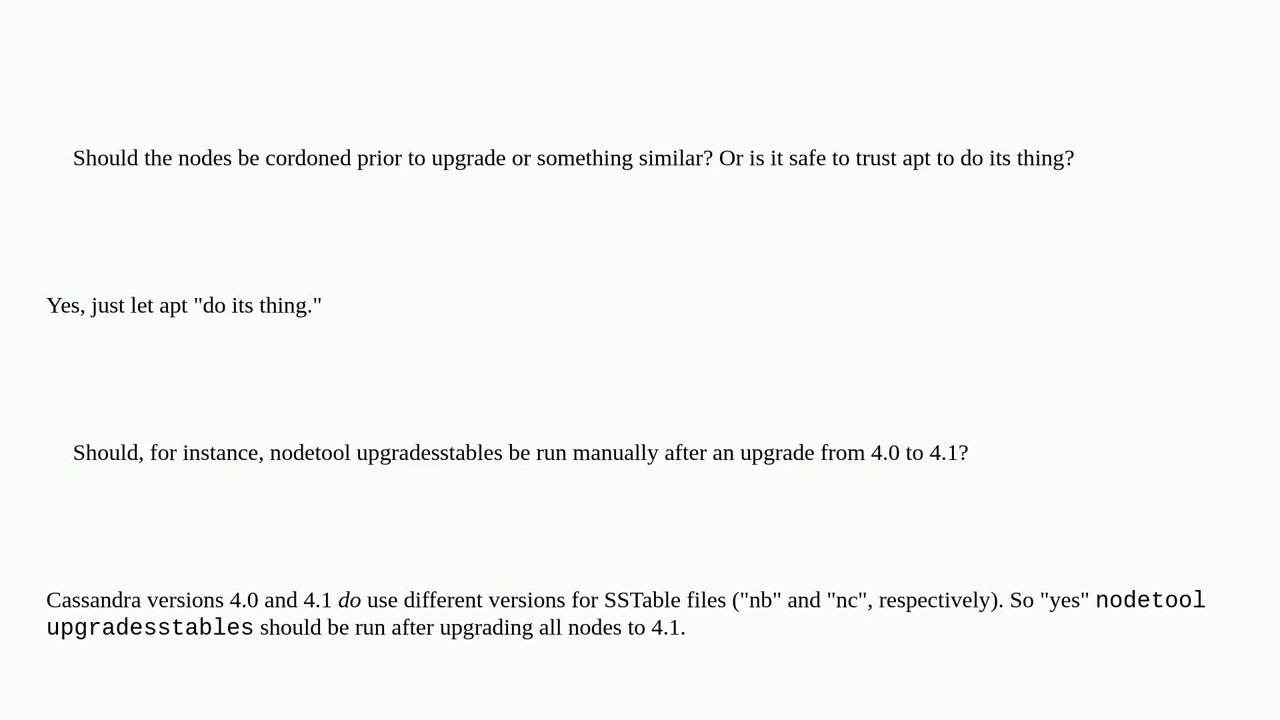 Should the nodes be cordoned prior to upgrade or something similar? Or is it safe to trust apt to do its thing?
Yes, just let apt "do its thing."
Should, for instance, nodetool upgradesstables be run manually after an upgrade from 4.0 to 4.1?
Cassandra versions 4.0 and 4.1 do use different versions for SSTable files ("nb" and "nc", respectively). So "yes" nodetool
upgradesstables should be run after upgrading all nodes to 4.1.